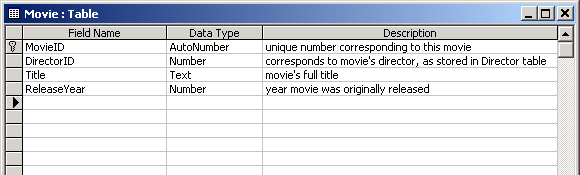 Movie : Table
Field Name Data Type Description
MovieID AutoNumber unique number corresponding to this movie
DirectorID Number corresponds to movie's director, as stored in Director table
Title Text movie's full title
ReleaseYear Number year movie was originally released